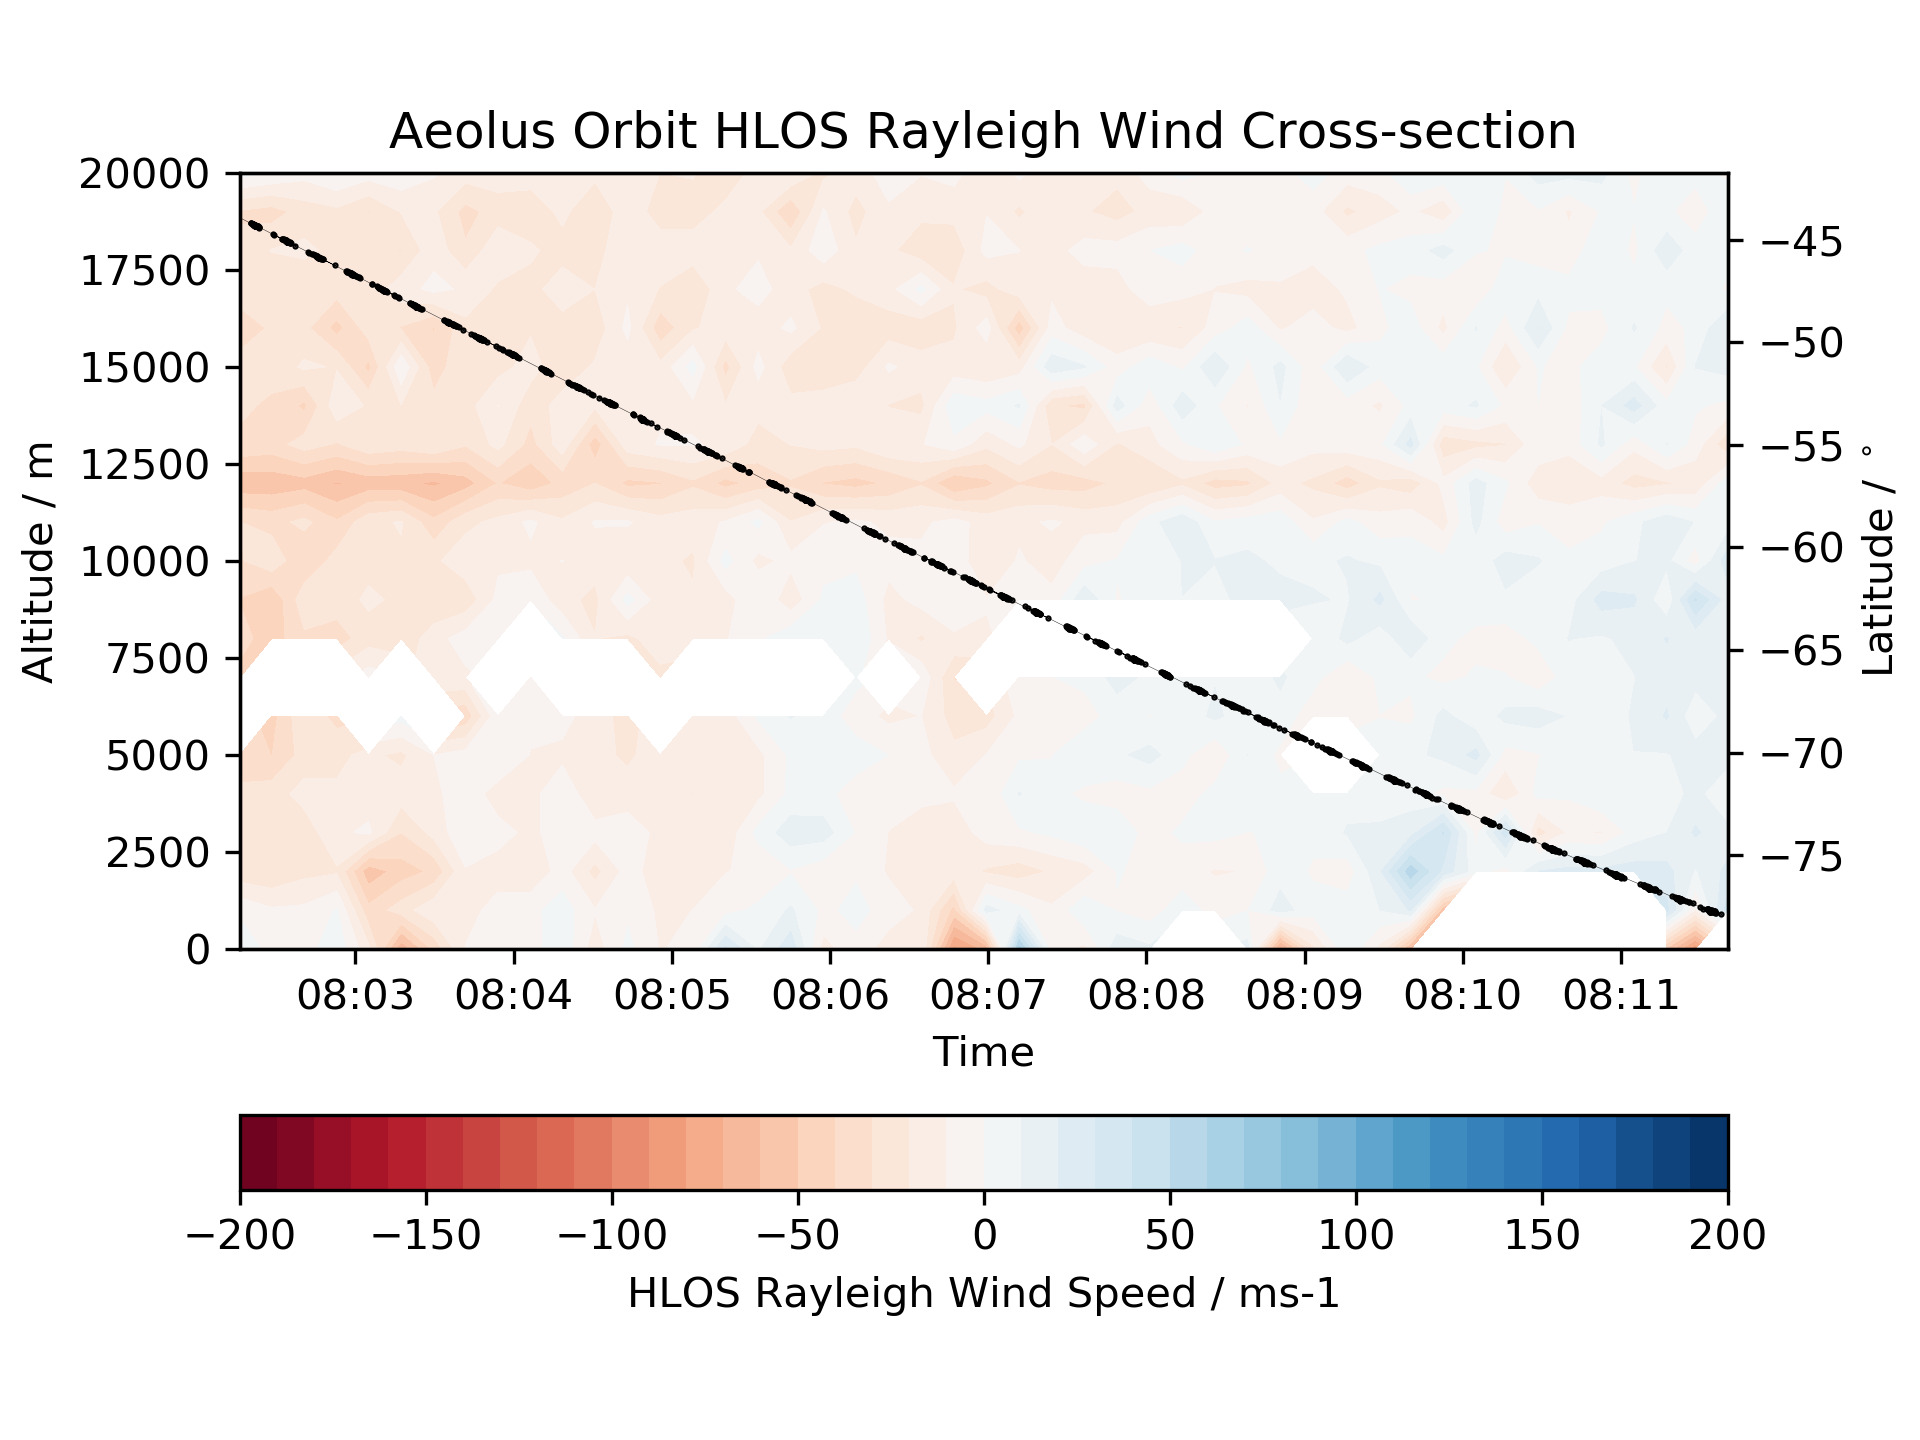 Aeolus Orbit HLOS Rayleigh Wind Cross-section
20000
17500
15000
12500
10000
7500
5000
2500
0
Altitude / m
−45
−50
−55
−60
−65
−70
−75
Latitude / °
08:03 08:04 08:05 08:06 08:07 08:08 08:09 08:10 08:11
Time
−200 −150 −100 −50 0 50 100 150 200
HLOS Rayleigh Wind Speed / ms-1